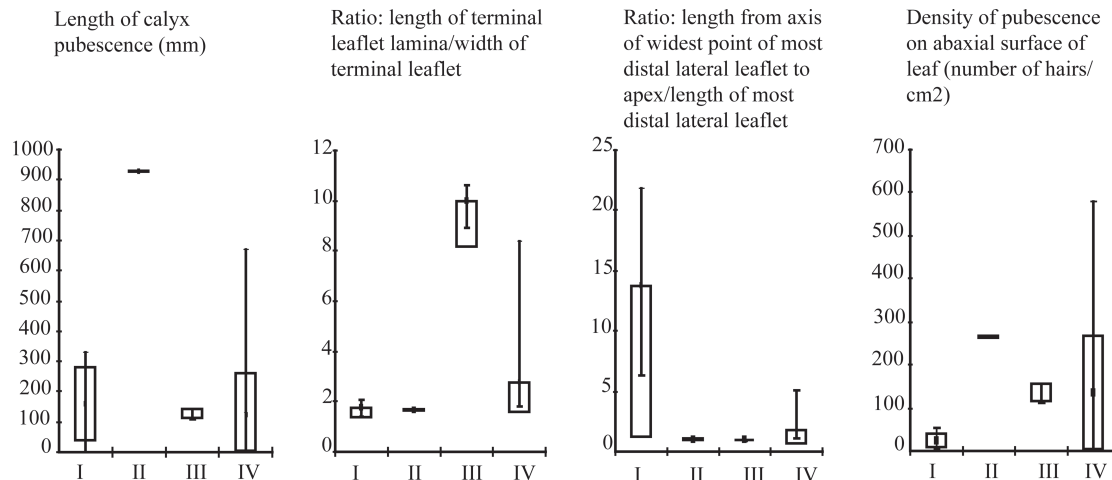 Length of calyx
pubescence (mm)
1000
900
800
700
600
500
400
300
200
100
0
I II III IV
Ratio: length of terminal
leaflet lamina/width of
terminal leaflet
12
10
8
6
4
2
0
I II III IV
Ratio: length from axis
of widest point of most
distal lateral leaflet to
apex/length of most
distal lateral leaflet
25
20
15
10
5
0
I II III IV
Density of pubescence
on abaxial surface of
leaf (number of hairs/
cm2)
700
600
500
400
300
200
100
0
I II III IV